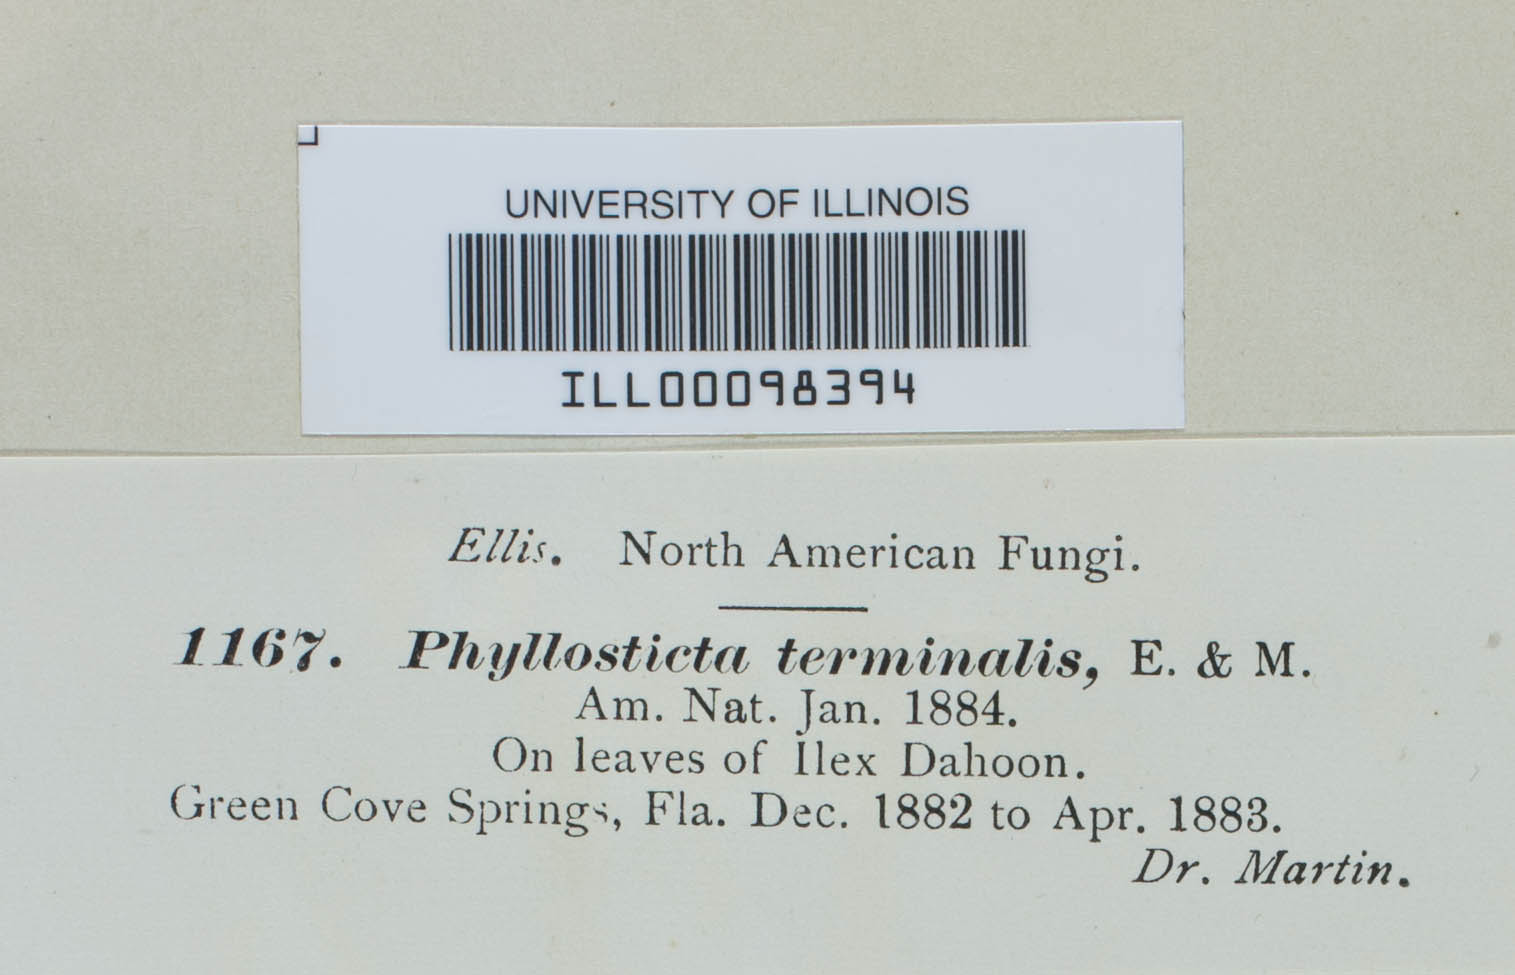 UNIVERSITY OF ILLINOIS
ILL00098394
Ellis. North American Fungi.
1167. Phyllosticta terminalis, E. & M.
Am. Nat. Jan. 1884.
On leaves of Ilex Dahoon.
Green Cove Springs, Fla. Dec. 1882 to Apr. 1883.
Dr. Martin.